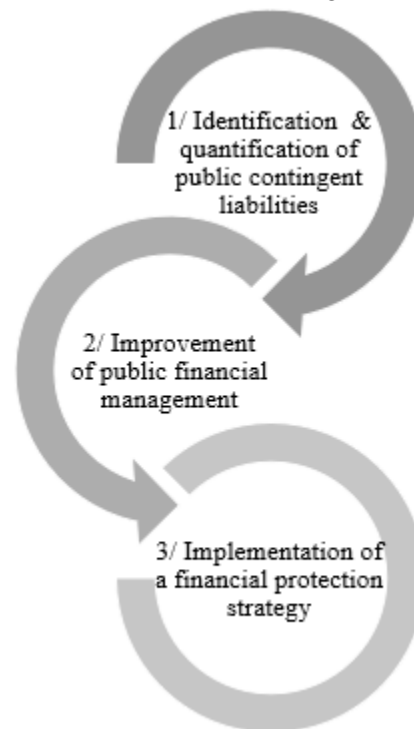 1/ Identification &
quantification of
public contingent
liabilities
2/ Improvement
of public financial
management
3/ Implementation of
a financial protection
strategy